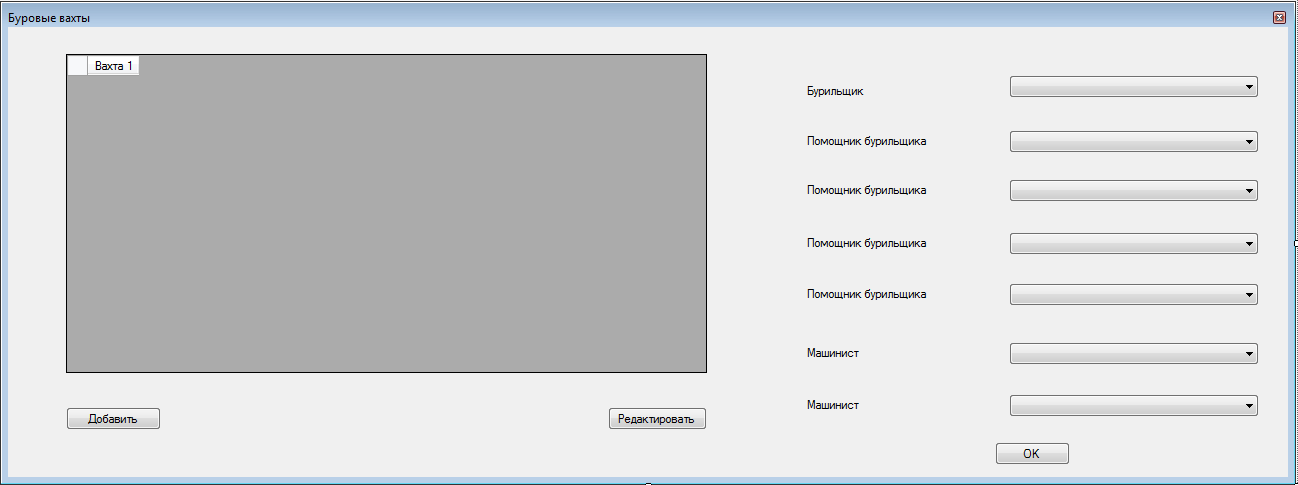 Буровые вахты
Вахта 1
Бурильщик
Помощник бурильщика
Помощник бурильщика
Помощник бурильщика
Помощник бурильщика
Машинист
Машинист
Добавить
Редактировать
OK